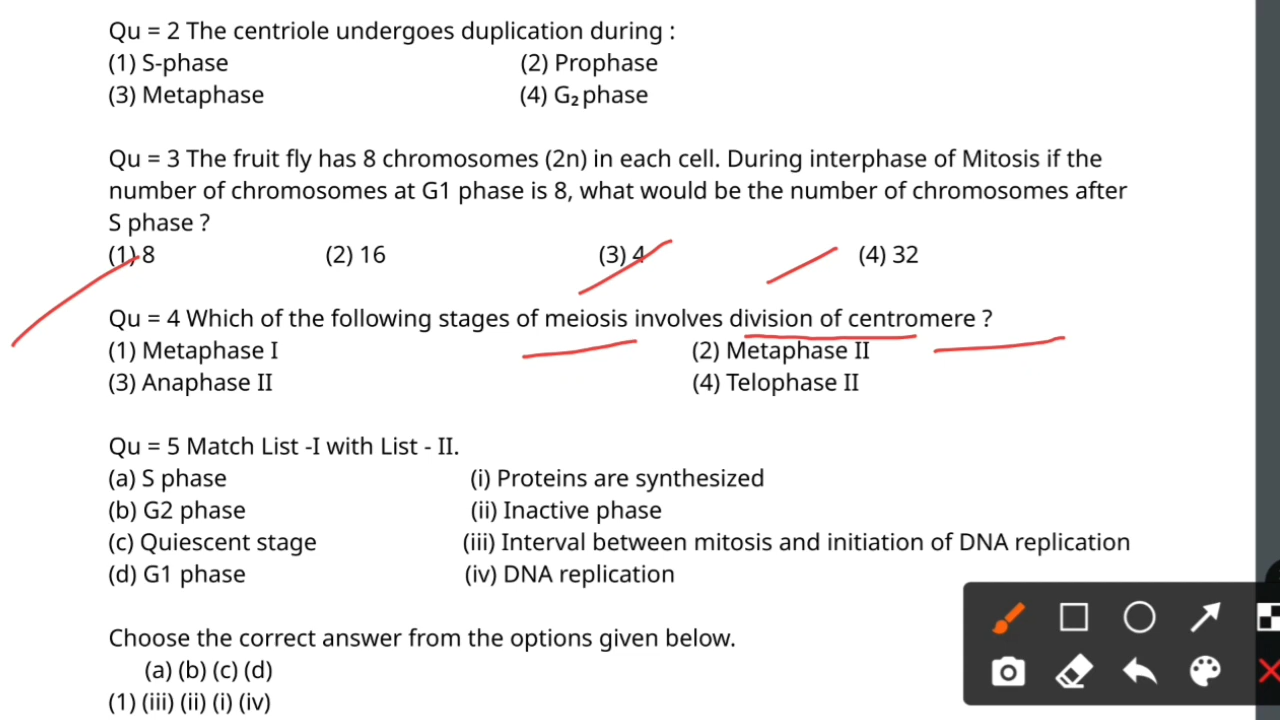 Qu = 2 The centriole undergoes duplication during :
(1) S-phase (2) Prophase
(3) Metaphase (4) G₂ phase
Qu = 3 The fruit fly has 8 chromosomes (2n) in each cell. During interphase of Mitosis if the
number of chromosomes at G1 phase is 8, what would be the number of chromosomes after
S phase ?
(1) 8 (2) 16 (3) 4 (4) 32
Qu = 4 Which of the following stages of meiosis involves division of centromere ?
(1) Metaphase I (2) Metaphase II
(3) Anaphase II (4) Telophase II
Qu = 5 Match List -I with List - II.
(a) S phase (i) Proteins are synthesized
(b) G2 phase (ii) Inactive phase
(c) Quiescent stage (iii) Interval between mitosis and initiation of DNA replication
(d) G1 phase (iv) DNA replication
Choose the correct answer from the options given below.
(a) (b) (c) (d)
(1) (iii) (ii) (i) (iv)